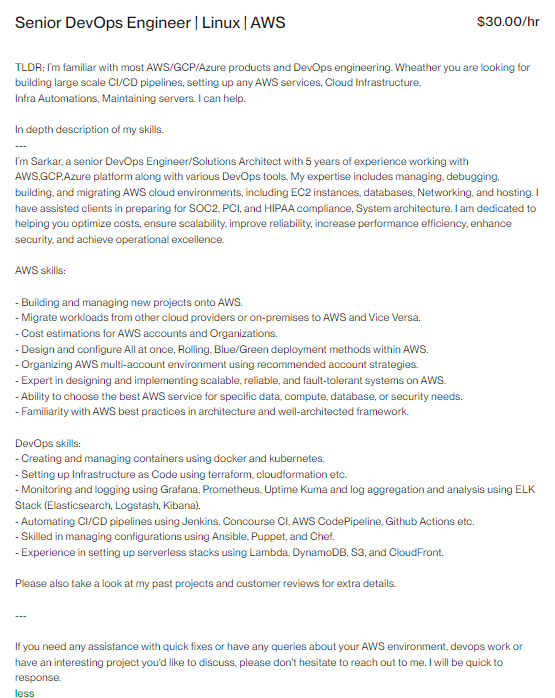 Senior DevOps Engineer | Linux | AWS
$30.00/hr
TLDR; I'm familiar with most AWS/GCP/Azure products and DevOps engineering. Wheather you are looking for
building large scale CI/CD pipelines, setting up any AWS services, Cloud Infrastructure,
Infra Automations, Maintaining servers. I can help.
In depth description of my skills.
---
I'm Sarkar, a senior DevOps Engineer/Solutions Architect with 5 years of experience working with
AWS,GCP,Azure platform along with various DevOps tools. My expertise includes managing, debugging,
building, and migrating AWS cloud environments, including EC2 instances, databases, Networking, and hosting. I
have assisted clients in preparing for SOC2, PCI, and HIPAA compliance, System architecture. I am dedicated to
helping you optimize costs, ensure scalability, improve reliability, increase performance efficiency, enhance
security, and achieve operational excellence.
AWS skills:
- Building and managing new projects onto AWS.
- Migrate workloads from other cloud providers or on-premises to AWS and Vice Versa.
- Cost estimations for AWS accounts and Organizations.
- Design and configure All at once, Rolling, Blue/Green deployment methods within AWS.
- Organizing AWS multi-account environment using recommended account strategies.
- Expert in designing and implementing scalable, reliable, and fault-tolerant systems on AWS.
- Ability to choose the best AWS service for specific data, compute, database, or security needs.
- Familiarity with AWS best practices in architecture and well-architected framework.
DevOps skills:
- Creating and managing containers using docker and kubernetes.
- Setting up Infrastructure as Code using terraform, cloudformation etc.
- Monitoring and logging using Grafana, Prometheus, Uptime Kuma and log aggregation and analysis using ELK
Stack (Elasticsearch, Logstash, Kibana).
- Automating CI/CD pipelines using Jenkins, Concourse CI, AWS CodePipeline, Github Actions etc.
- Skilled in managing configurations using Ansible, Puppet, and Chef.
- Experience in setting up serverless stacks using Lambda, DynamoDB, S3, and CloudFront.
Please also take a look at my past projects and customer reviews for extra details.
---
If you need any assistance with quick fixes or have any queries about your AWS environment, devops work or
have an interesting project you'd like to discuss, please don't hesitate to reach out to me. I will be quick to
response.
less